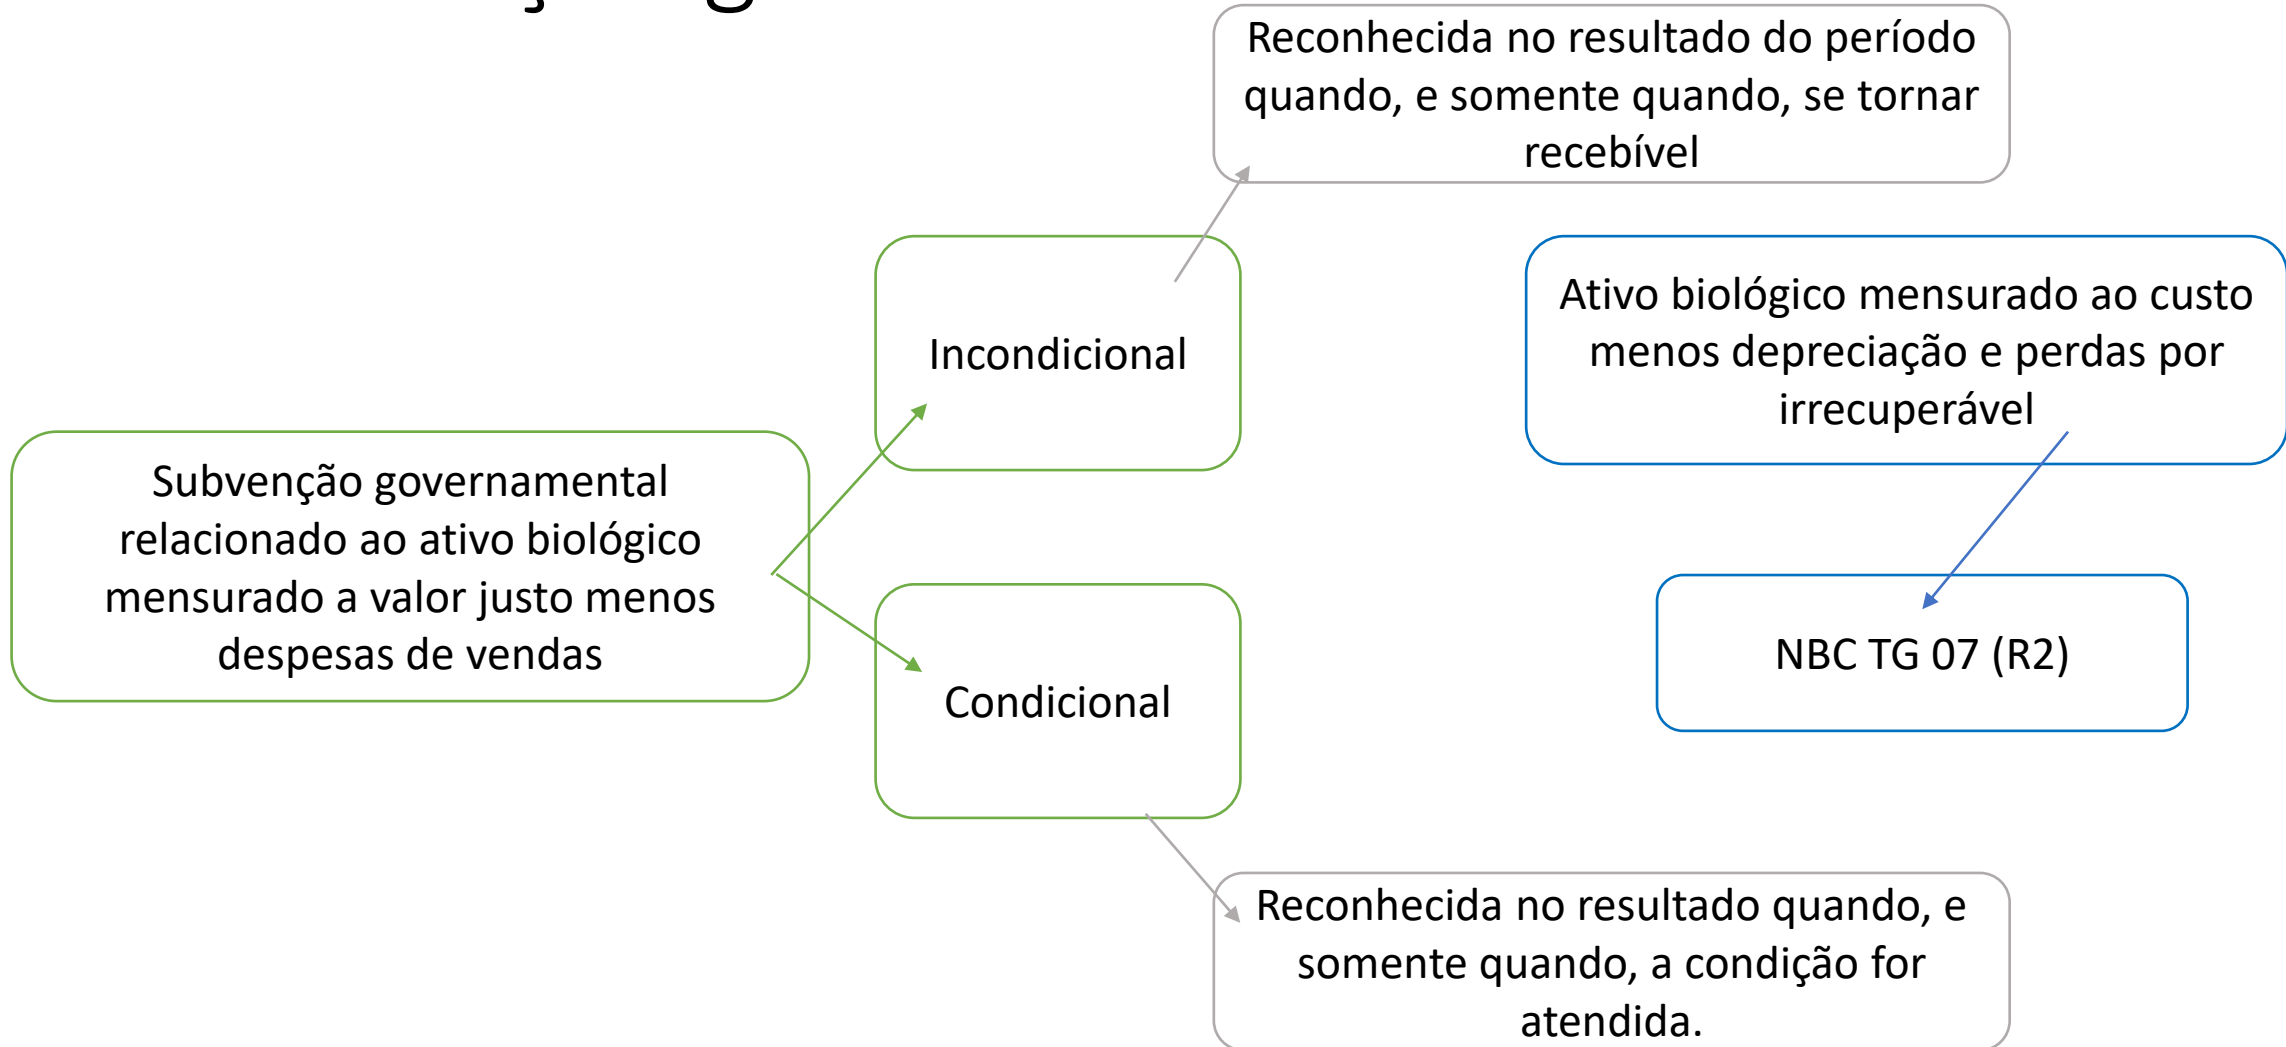 Reconhecida no resultado do período
quando, e somente quando, se tornar
recebível
Incondicional
Ativo biológico mensurado ao custo
menos depreciação e perdas por
irrecuperável
Subvenção governamental
relacionado ao ativo biológico
mensurado a valor justo menos
despesas de vendas
NBC TG 07 (R2)
Condicional
Reconhecida no resultado quando, e
somente quando, a condição for
atendida.